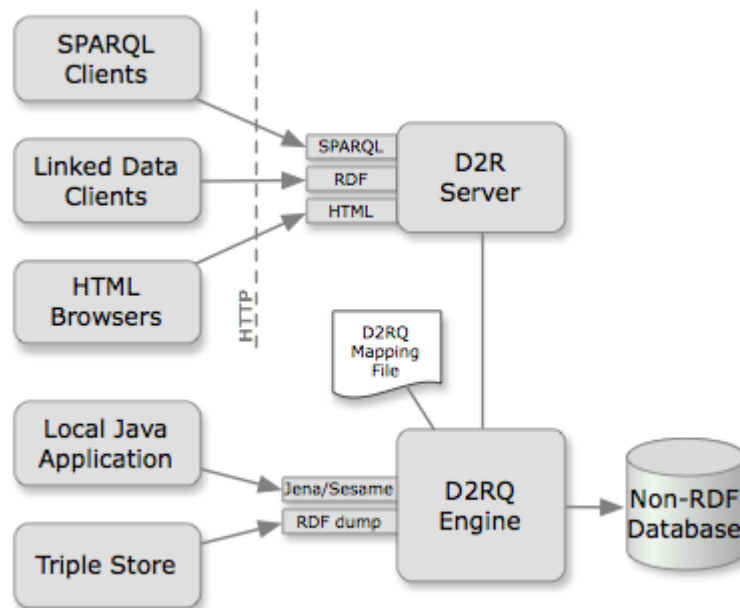 SPARQL
Clients
Linked Data
Clients
HTML
Browsers
HTTP
SPARQL
RDF
HTML
D2R
Server
D2RQ
Mapping
File
Local Java
Application
Triple Store
Jena/Sesame
RDF dump
D2RQ
Engine
Non-RDF
Database